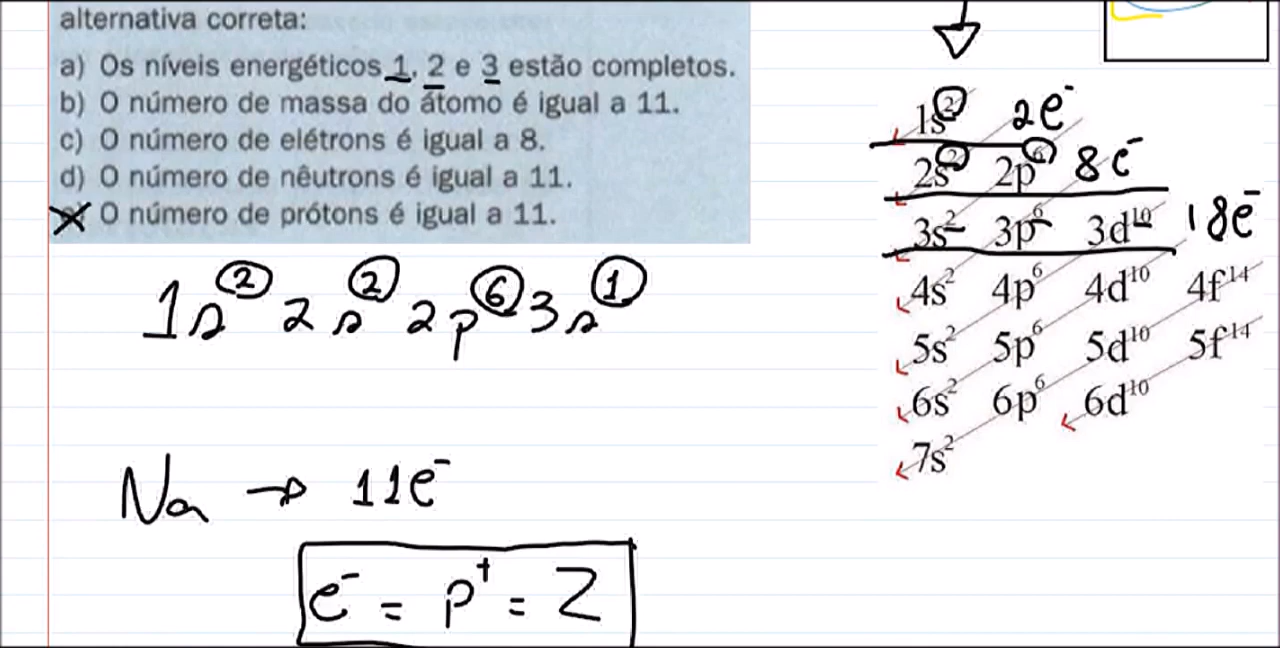 alternativa correta:
a) Os níveis energéticos 1, 2 e 3 estão completos.
b) O número de massa do átomo é igual a 11.
c) O número de elétrons é igual a 8.
d) O número de nêutrons é igual a 11.
e) O número de prótons é igual a 11.
1s² 2s² 2p⁶ 3s¹
Na → 11e⁻
e⁻ = p⁺ = Z
1s² 2e⁻
2s² 2p⁶ 8e⁻
3s² 3p⁶ 3d¹⁰ 18e⁻
4s² 4p⁶ 4d¹⁰ 4f¹⁴
5s² 5p⁶ 5d¹⁰ 5f¹⁴
6s² 6p⁶ 6d¹⁰
7s²